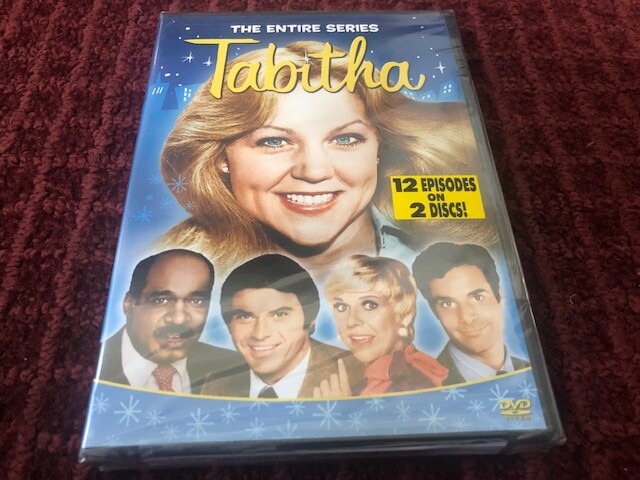 THE ENTIRE SERIES
Tabitha
12 EPISODES
ON
2 DISCS!
DVD